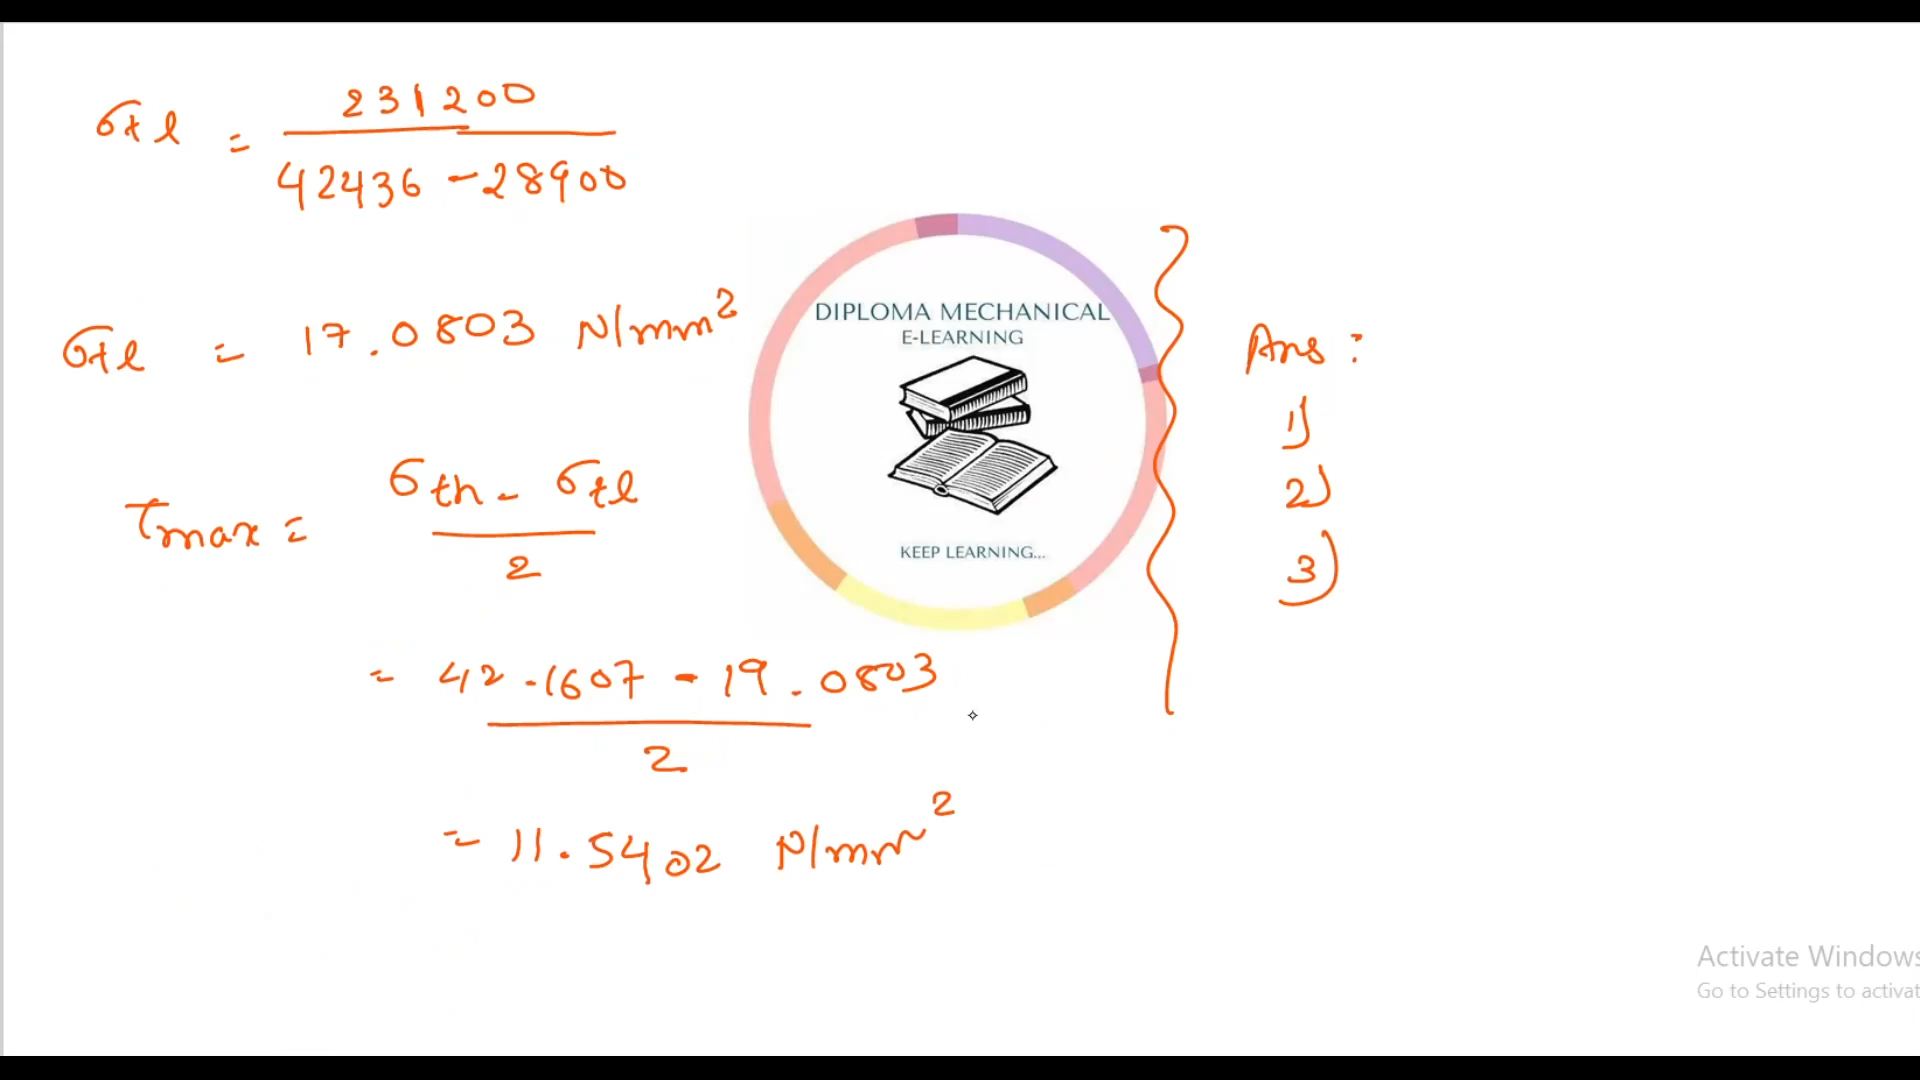 σtl = 231200 / 42436 - 28900
σtl = 17.0803 N/mm²
τmax = σth - σtl / 2
= 42.1607 - 19.0803 / 2
= 11.5402 N/mm²
DIPLOMA MECHANICAL
E-LEARNING
KEEP LEARNING...
Ans :
1)
2)
3)
Activate Windows
Go to Settings to activat